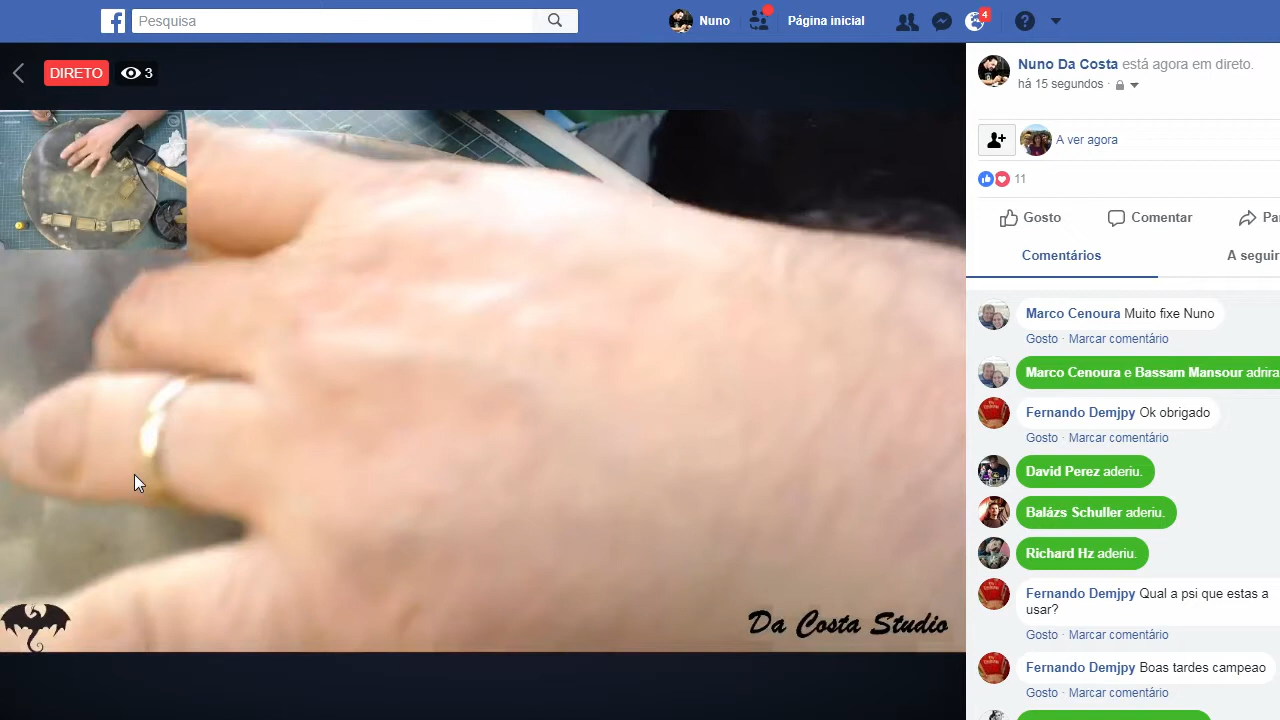 f
Pesquisa
Nuno
Página inicial
4
DIRETO
3
Nuno Da Costa está agora em direto.
há 15 segundos ·
A ver agora
11
Gosto
Comentar
Pa
Comentários
A seguir
Marco Cenoura Muito fixe Nuno
Gosto · Marcar comentário
Marco Cenoura e Bassam Mansour adrira
Fernando Demjpy Ok obrigado
Gosto · Marcar comentário
David Perez aderiu.
Balázs Schuller aderiu.
Richard Hz aderiu.
Fernando Demjpy Qual a psi que estas a
usar?
Gosto · Marcar comentário
Fernando Demjpy Boas tardes campeao
Gosto · Marcar comentário
Da Costa Studio